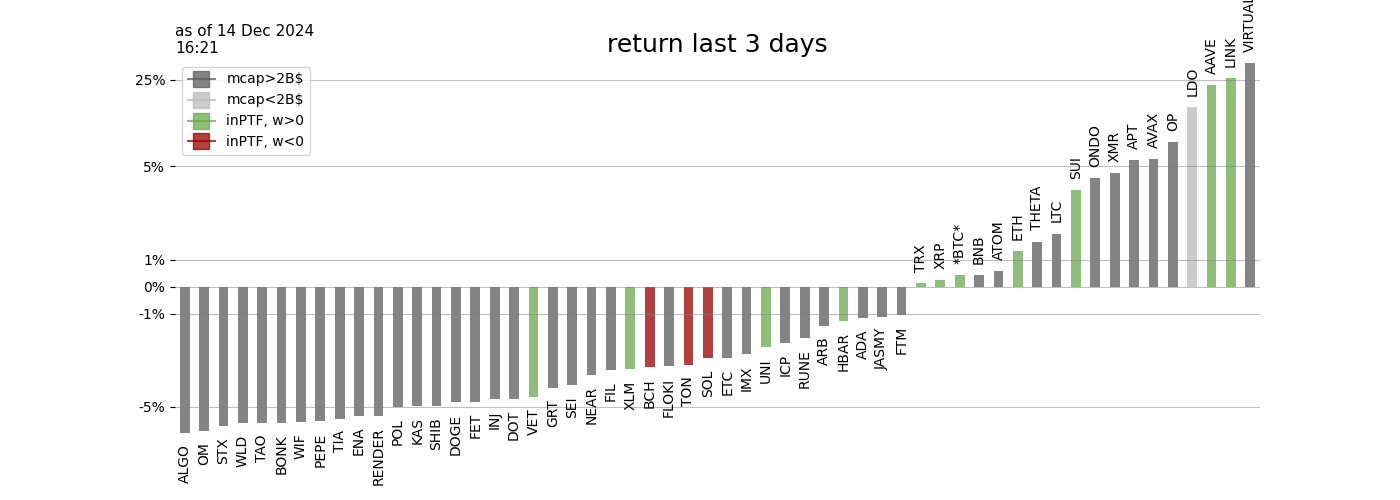 as of 14 Dec 2024
16:21
return last 3 days
mcap>2B$
mcap<2B$
inPTF, w>0
inPTF, w<0
25%
5%
1%
0%
-1%
-5%
ALGO
OM
STX
WLD
TAO
BONK
WIF
PEPE
TIA
ENA
RENDER
POL
KAS
SHIB
DOGE
FET
INJ
DOT
VET
GRT
SEI
NEAR
FIL
XLM
BCH
FLOKI
TON
SOL
ETC
IMX
UNI
ICP
RUNE
ARB
HBAR
ADA
JASMY
FTM
TRX
XRP
*BTC*
BNB
ATOM
ETH
THETA
LTC
SUI
ONDO
XMR
APT
AVAX
OP
LDO
AAVE
LINK
VIRTUAL